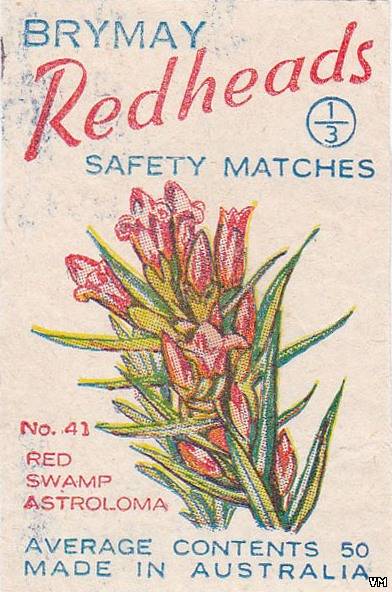 BRYMAY
Redheads
1/3
SAFETY MATCHES
No. 41
RED
SWAMP
ASTROLOMA
AVERAGE CONTENTS 50
MADE IN AUSTRALIA
VM